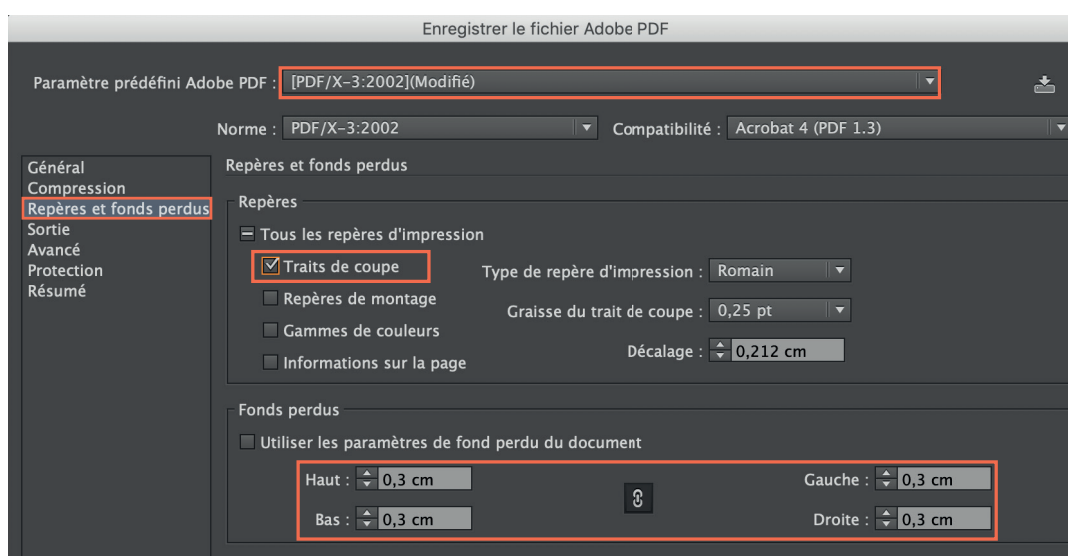 Enregistrer le fichier Adobe PDF
Paramètre prédéfini Adobe PDF : [PDF/X-3:2002](Modifié)
Norme : PDF/X-3:2002 Compatibilité : Acrobat 4 (PDF 1.3)
Général
Compression
Repères et fonds perdus
Sortie
Avancé
Protection
Résumé
Repères et fonds perdus
Repères
Tous les repères d'impression
Traits de coupe
Repères de montage
Gammes de couleurs
Informations sur la page
Type de repère d'impression : Romain
Graisse du trait de coupe : 0,25 pt
Décalage : 0,212 cm
Fonds perdus
Utiliser les paramètres de fond perdu du document
Haut : 0,3 cm Gauche : 0,3 cm
Bas : 0,3 cm Droite : 0,3 cm